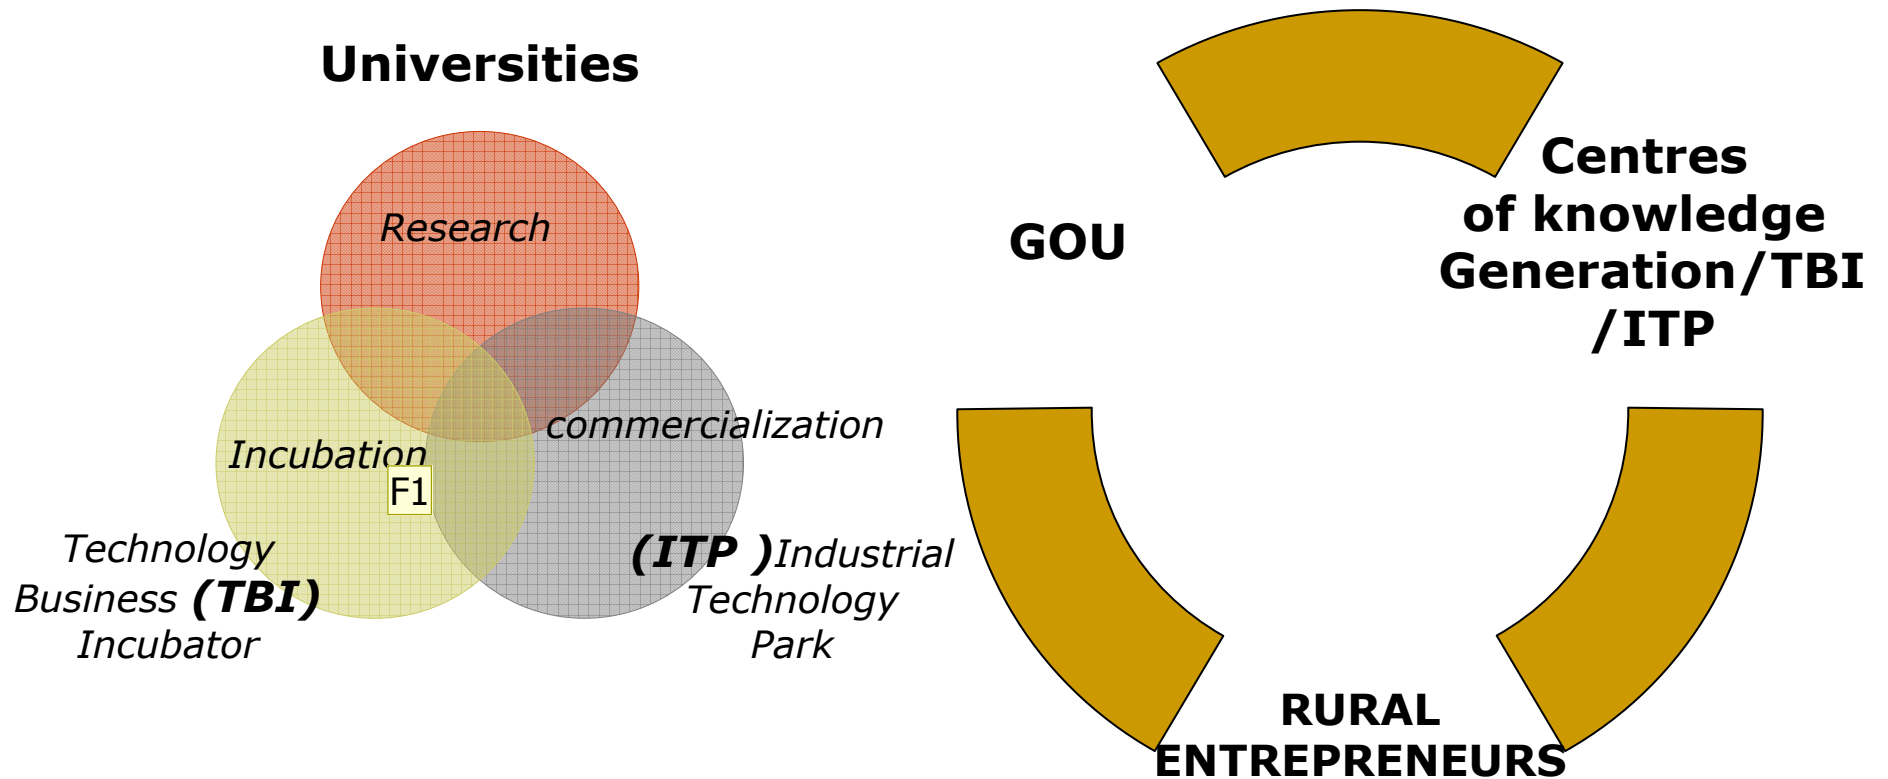 Universities
Research
Incubation
F1
commercialization
Technology
Business (TBI)
Incubator
(ITP )Industrial
Technology
Park
GOU
Centres
of knowledge
Generation/TBI
/ITP
RURAL
ENTREPRENEURS